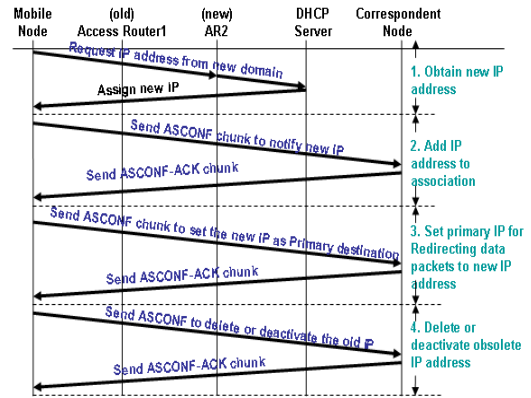 Mobile Node
(old) Access Router1
(new) AR2
DHCP Server
Correspondent Node
Request IP address from new domain
Assign new IP
1. Obtain new IP address
Send ASCONF chunk to notify new IP
Send ASCONF-ACK chunk
2. Add IP address to association
Send ASCONF chunk to set the new IP as Primary destination
Send ASCONF-ACK chunk
3. Set primary IP for Redirecting data packets to new IP address
Send ASCONF to delete or deactivate the old IP
Send ASCONF-ACK chunk
4. Delete or deactivate obsolete IP address